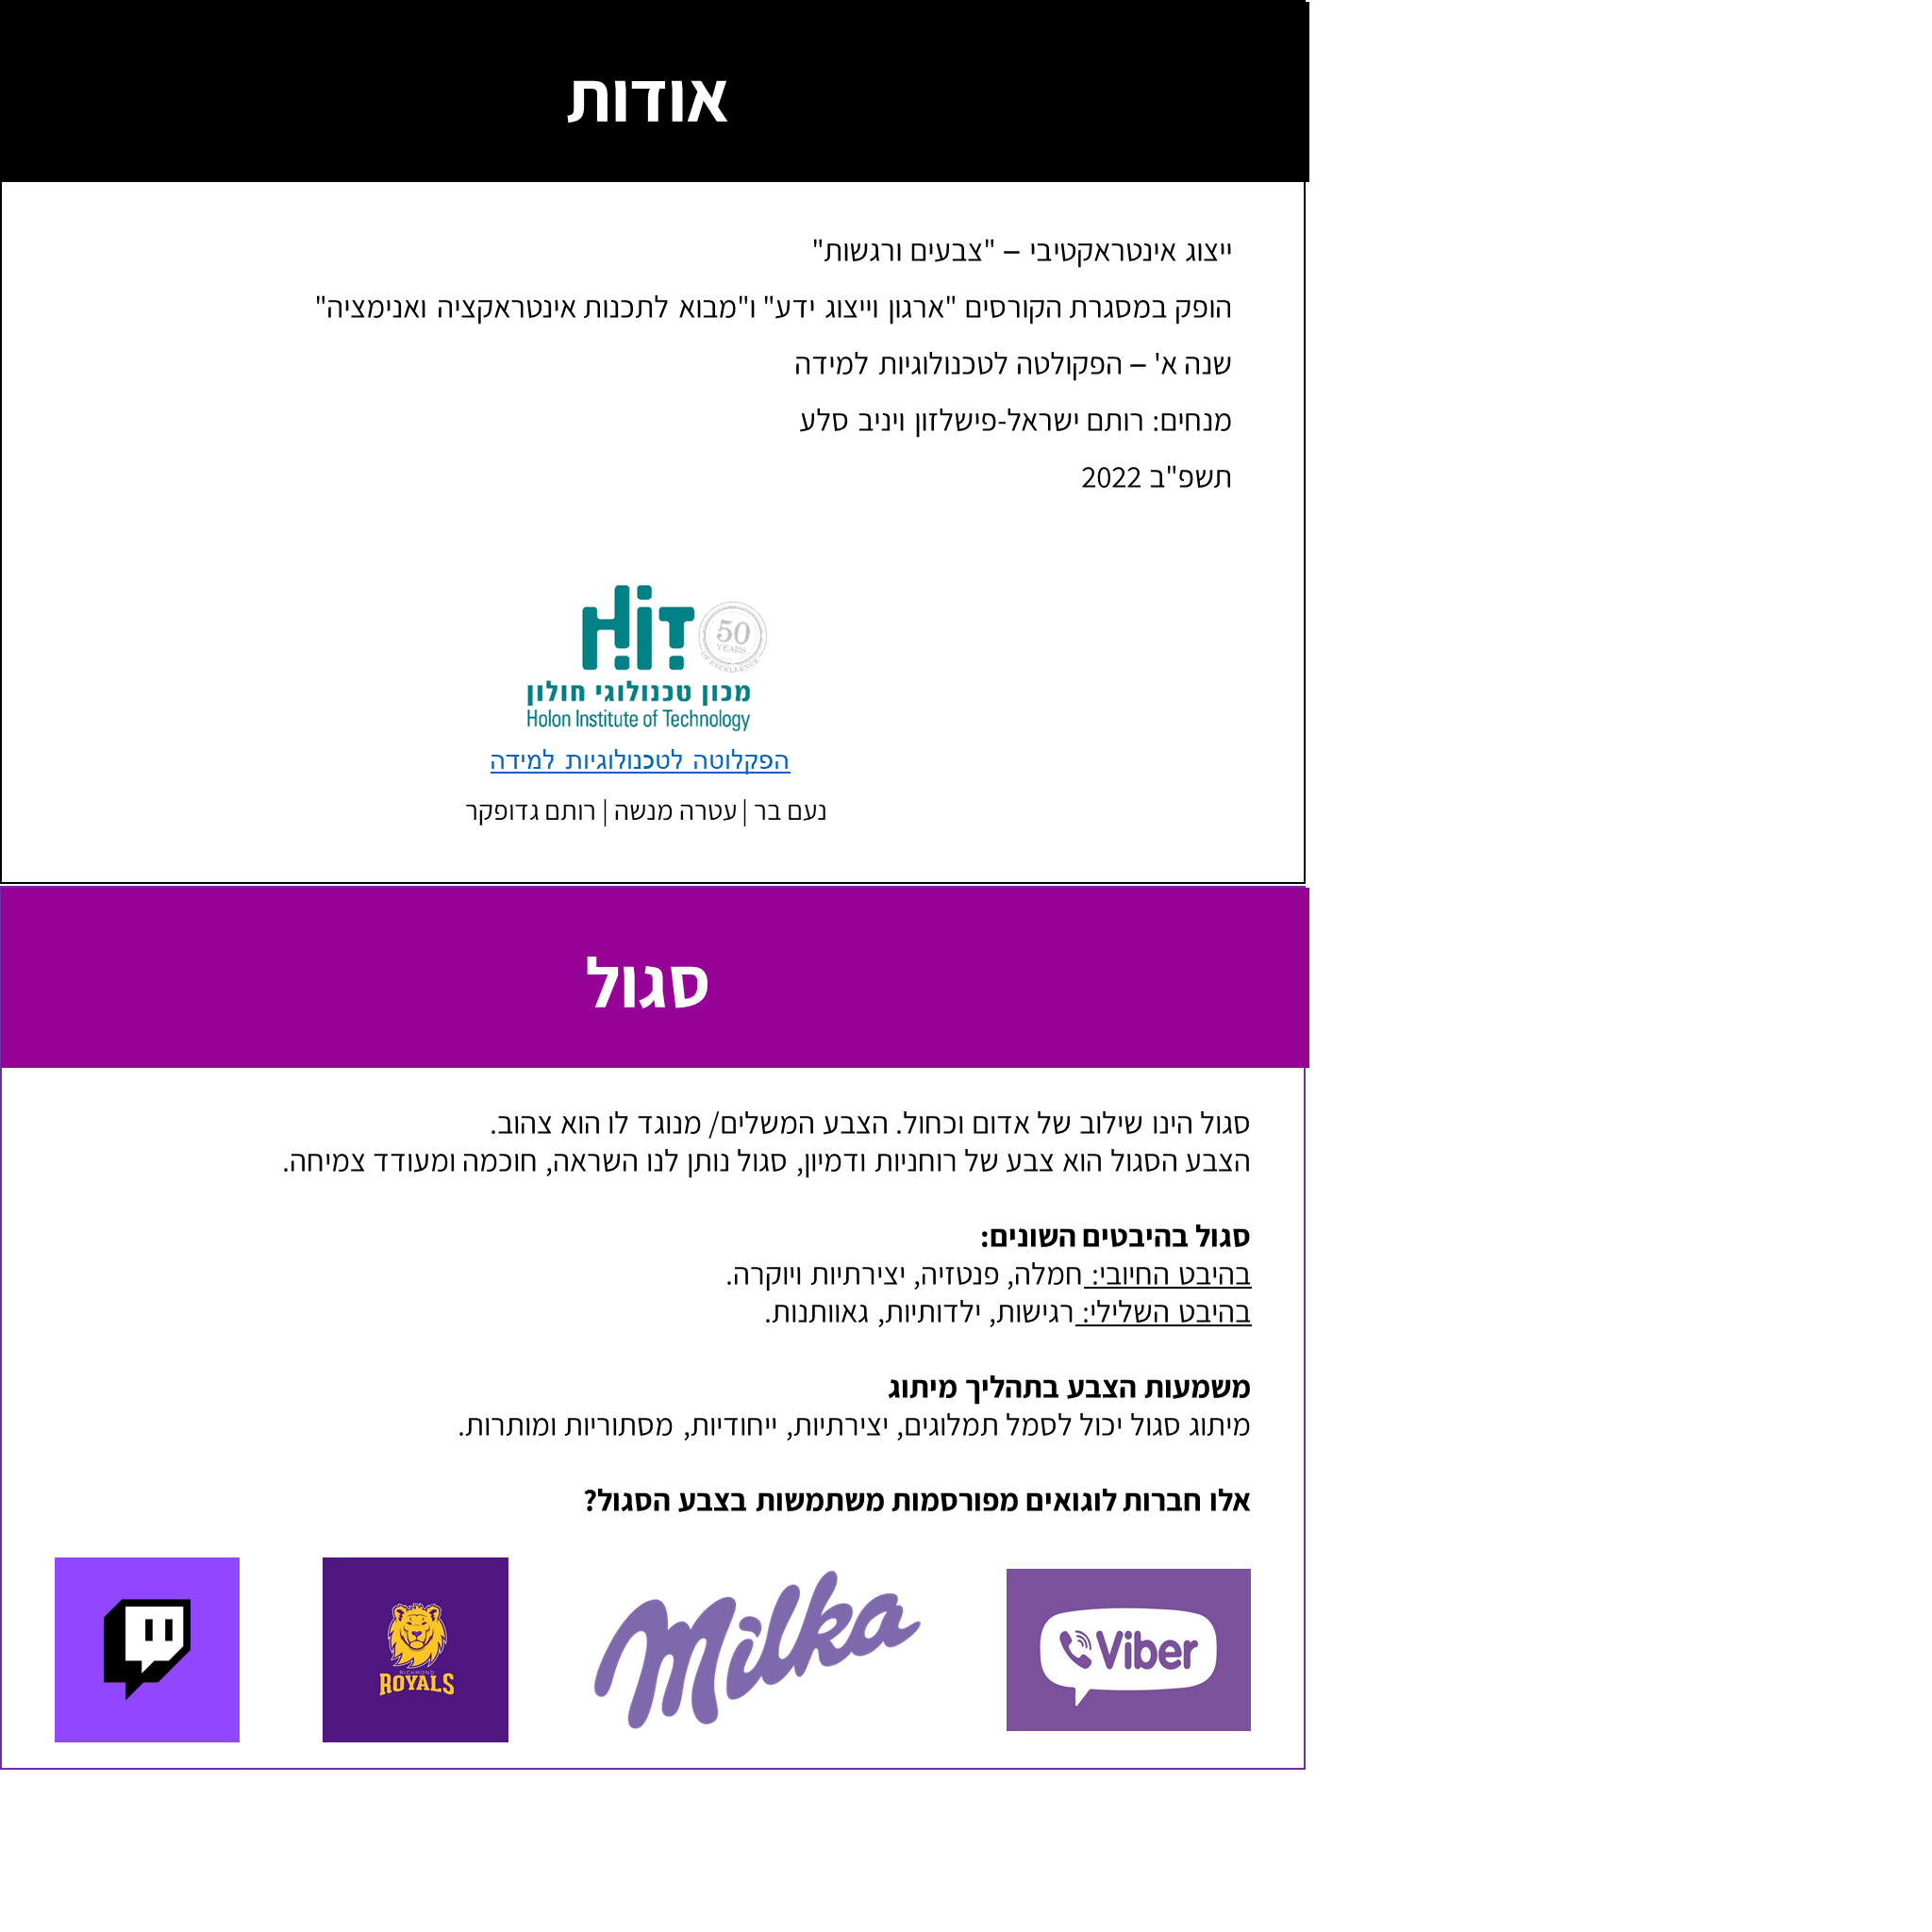 אודות
ייצוג אינטראקטיבי – "צבעים ורגשות"
הופק במסגרת הקורסים "ארגון וייצוג ידע" ו"מבוא לתכנות אינטראקציה ואנימציה"
שנה א' – הפקולטה לטכנולוגיות למידה
מנחים: רותם ישראל-פישלזון ויניב סלע
תשפ"ב 2022
HiT
50
YEARS
OF EXCELLENCE
מכון טכנולוגי חולון
Holon Institute of Technology
הפקלוטה לטכנולוגיות למידה
נעם בר | עטרה מנשה | רותם גדופקר
סגול
סגול הינו שילוב של אדום וכחול. הצבע המשלים/ מנוגד לו הוא צהוב.
הצבע הסגול הוא צבע של רוחניות ודמיון, סגול נותן לנו השראה, חוכמה ומעודד צמיחה.
סגול בהיבטים השונים:
בהיבט החיובי: חמלה, פנטזיה, יצירתיות ויוקרה.
בהיבט השלילי: רגישות, ילדותיות, גאוותנות.
משמעות הצבע בתהליך מיתוג
מיתוג סגול יכול לסמל תמלוגים, יצירתיות, ייחודיות, מסתוריות ומותרות.
אלו חברות לוגואים מפורסמות משתמשות בצבע הסגול?
Viber
Milka
RICHMOND
ROYALS